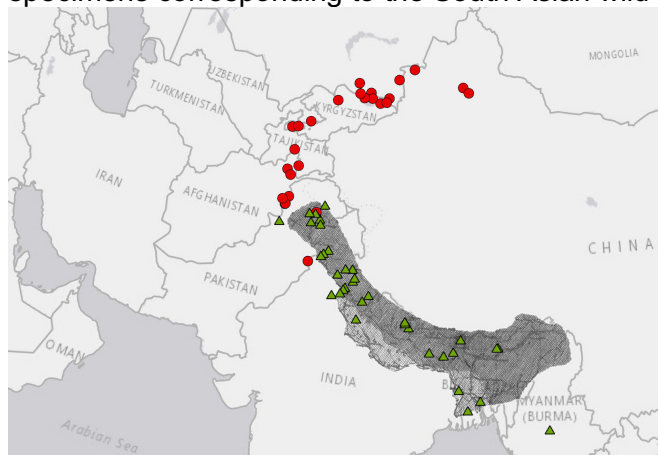 specimens corresponding to the South Asian wild
MONGOLIA
UZBEKISTAN
TURKMENISTAN
KYRGYZSTAN
TAJIKISTAN
IRAN
AFGHANISTAN
CHINA
PAKISTAN
OMAN
INDIA
MYANMAR
(BURMA)
Arabian Sea